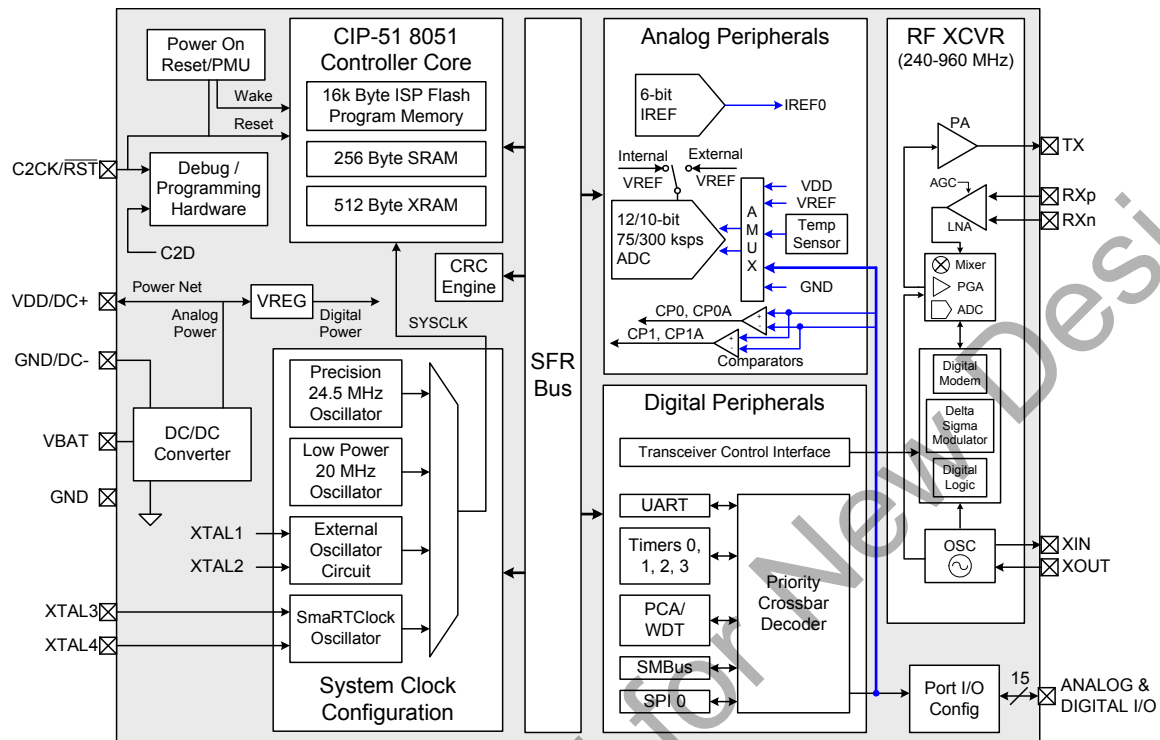 Power On
Reset/PMU
Wake
Reset
C2CK/RST
Debug /
Programming
Hardware
C2D
CIP-51 8051
Controller Core
16k Byte ISP Flash
Program Memory
256 Byte SRAM
512 Byte XRAM
CRC
Engine
VDD/DC+
Power Net
Analog
Power
VREG
Digital
Power
SYSCLK
GND/DC-
VBAT
DC/DC
Converter
GND
XTAL1
XTAL2
XTAL3
XTAL4
Precision
24.5 MHz
Oscillator
Low Power
20 MHz
Oscillator
External
Oscillator
Circuit
SmaRTClock
Oscillator
System Clock
Configuration
SFR
Bus
Analog Peripherals
6-bit
IREF
IREF0
Internal
VREF
External
VREF
12/10-bit
75/300 ksps
ADC
A
M
U
X
VDD
VREF
Temp
Sensor
GND
CP0, CP0A
+
-
CP1, CP1A
+
-
Comparators
Digital Peripherals
Transceiver Control Interface
UART
Timers 0,
1, 2, 3
PCA/
WDT
SMBus
SPI 0
Priority
Crossbar
Decoder
RF XCVR
(240-960 MHz)
PA
TX
AGC
LNA
RXp
RXn
Mixer
PGA
ADC
Digital
Modem
Delta
Sigma
Modulator
Digital
Logic
OSC
XIN
XOUT
Port I/O
Config
15
ANALOG &
DIGITAL I/O
for New Desi